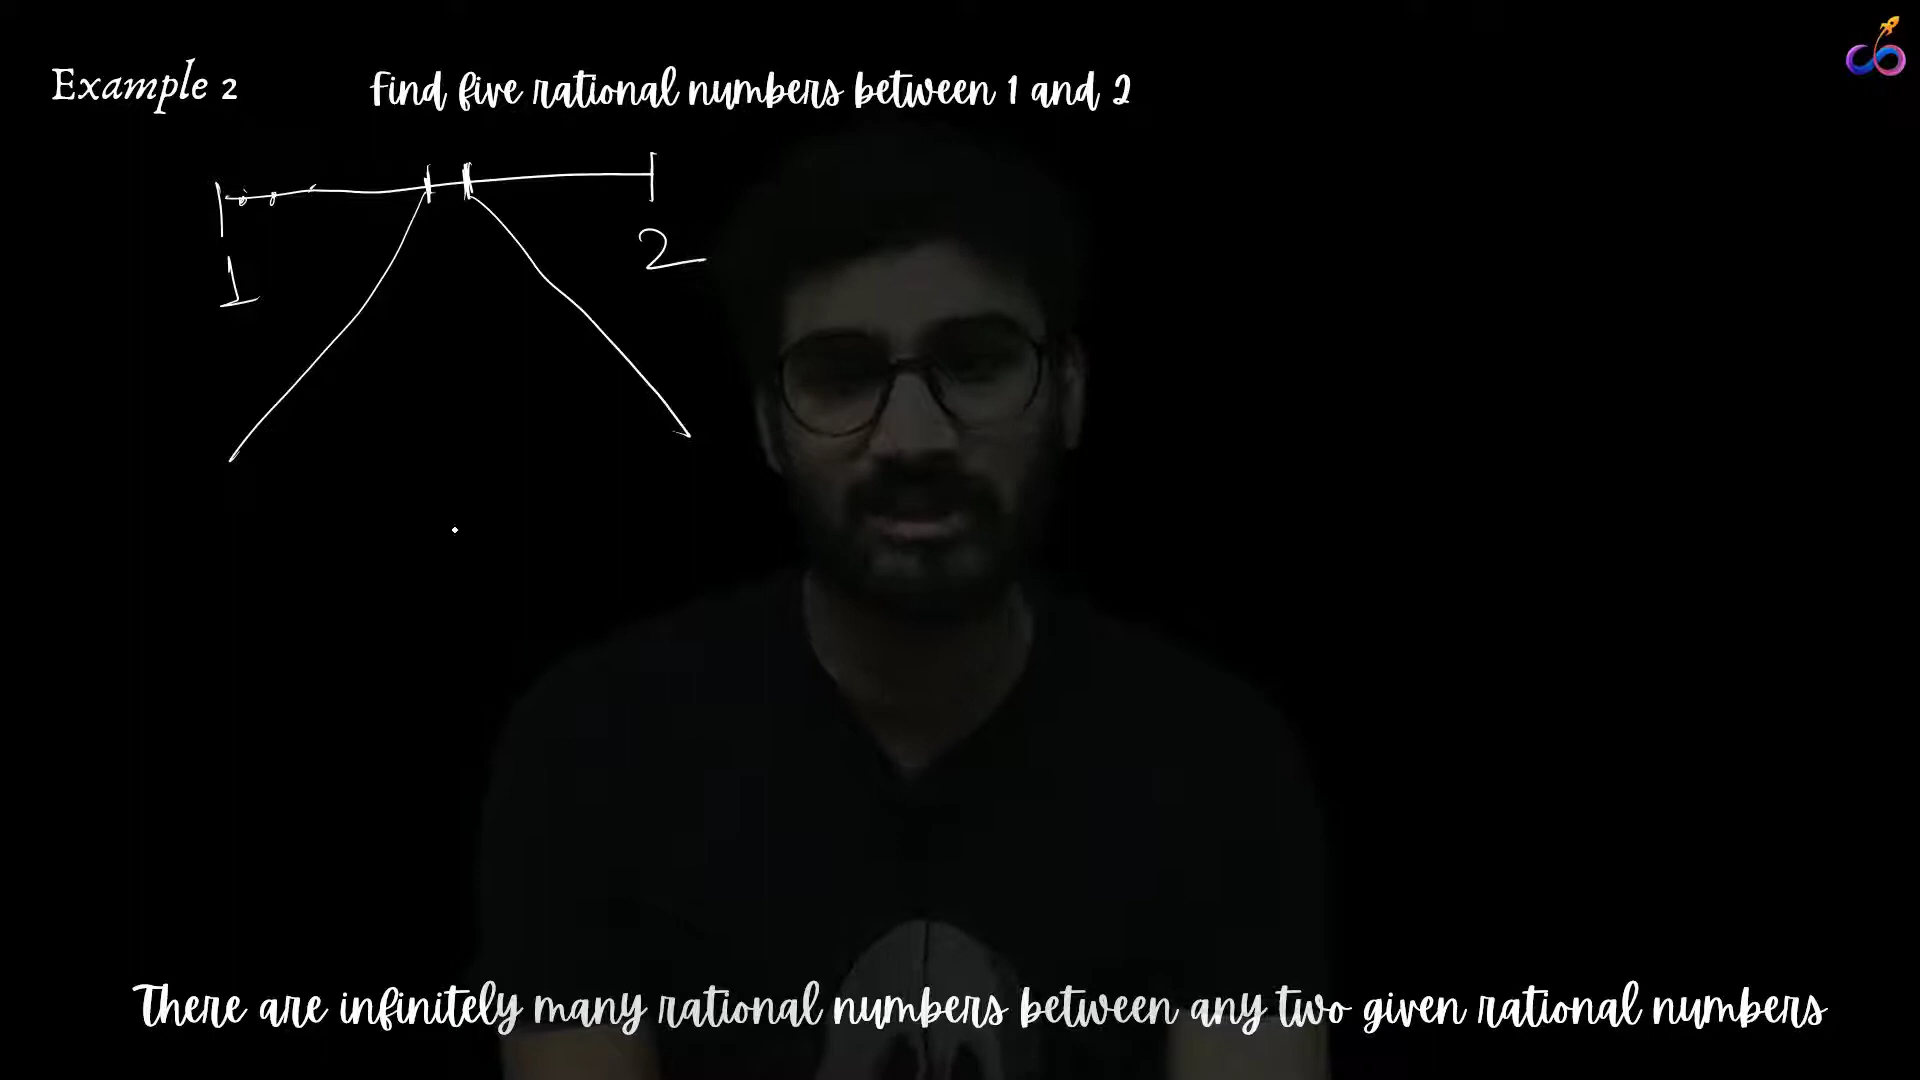 Example 2
Find five rational numbers between 1 and 2
1
2
There are infinitely many rational numbers between any two given rational numbers